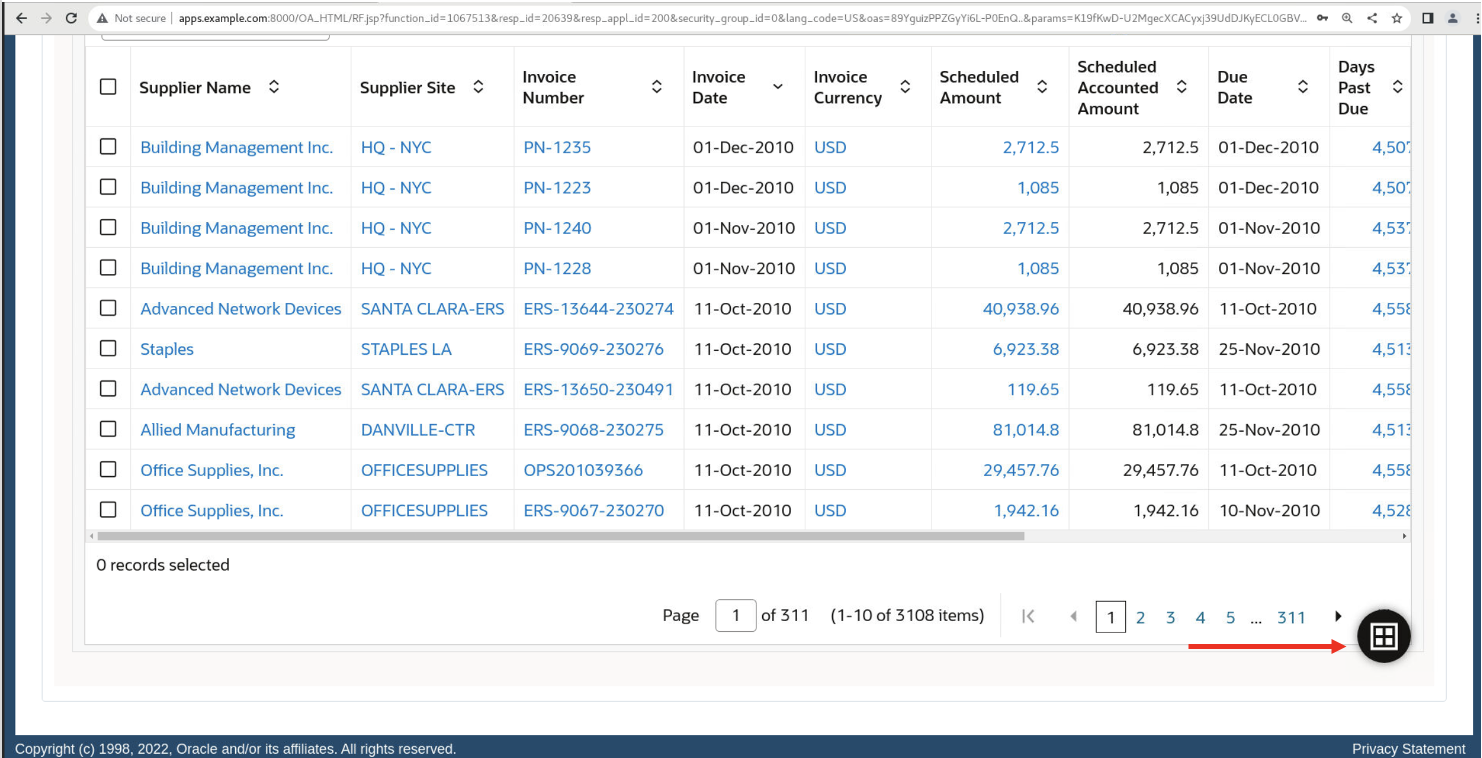 Not secure | apps.example.com:8000/OA_HTML/RF.jsp?function_id=1067513&resp_id=20639&resp_appl_id=200&security_group_id=0&lang_code=US&oas=89YguizPPZGyYi6L-P0EnQ..&params=K19fKwD-U2MgecXCACyxj39UdDJKyECL0GBV...
Supplier Name Supplier Site Invoice Number Invoice Date Invoice Currency Scheduled Amount Scheduled Accounted Amount Due Date Days Past Due
Building Management Inc. HQ - NYC PN-1235 01-Dec-2010 USD 2,712.5 2,712.5 01-Dec-2010 4,507
Building Management Inc. HQ - NYC PN-1223 01-Dec-2010 USD 1,085 1,085 01-Dec-2010 4,507
Building Management Inc. HQ - NYC PN-1240 01-Nov-2010 USD 2,712.5 2,712.5 01-Nov-2010 4,537
Building Management Inc. HQ - NYC PN-1228 01-Nov-2010 USD 1,085 1,085 01-Nov-2010 4,537
Advanced Network Devices SANTA CLARA-ERS ERS-13644-230274 11-Oct-2010 USD 40,938.96 40,938.96 11-Oct-2010 4,558
Staples STAPLES LA ERS-9069-230276 11-Oct-2010 USD 6,923.38 6,923.38 25-Nov-2010 4,513
Advanced Network Devices SANTA CLARA-ERS ERS-13650-230491 11-Oct-2010 USD 119.65 119.65 11-Oct-2010 4,558
Allied Manufacturing DANVILLE-CTR ERS-9068-230275 11-Oct-2010 USD 81,014.8 81,014.8 25-Nov-2010 4,513
Office Supplies, Inc. OFFICESUPPLIES OPS201039366 11-Oct-2010 USD 29,457.76 29,457.76 11-Oct-2010 4,558
Office Supplies, Inc. OFFICESUPPLIES ERS-9067-230270 11-Oct-2010 USD 1,942.16 1,942.16 10-Nov-2010 4,528
0 records selected
Page 1 of 311 (1-10 of 3108 items) 1 2 3 4 5 ... 311
Copyright (c) 1998, 2022, Oracle and/or its affiliates. All rights reserved. Privacy Statement